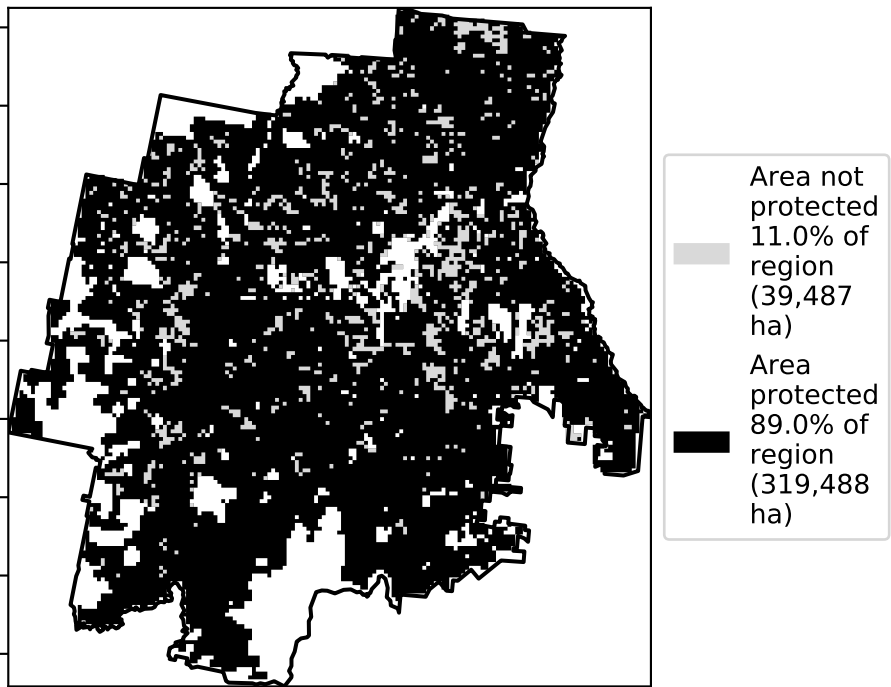 Area not
protected
11.0% of
region
(39,487
ha)
Area
protected
89.0% of
region
(319,488
ha)